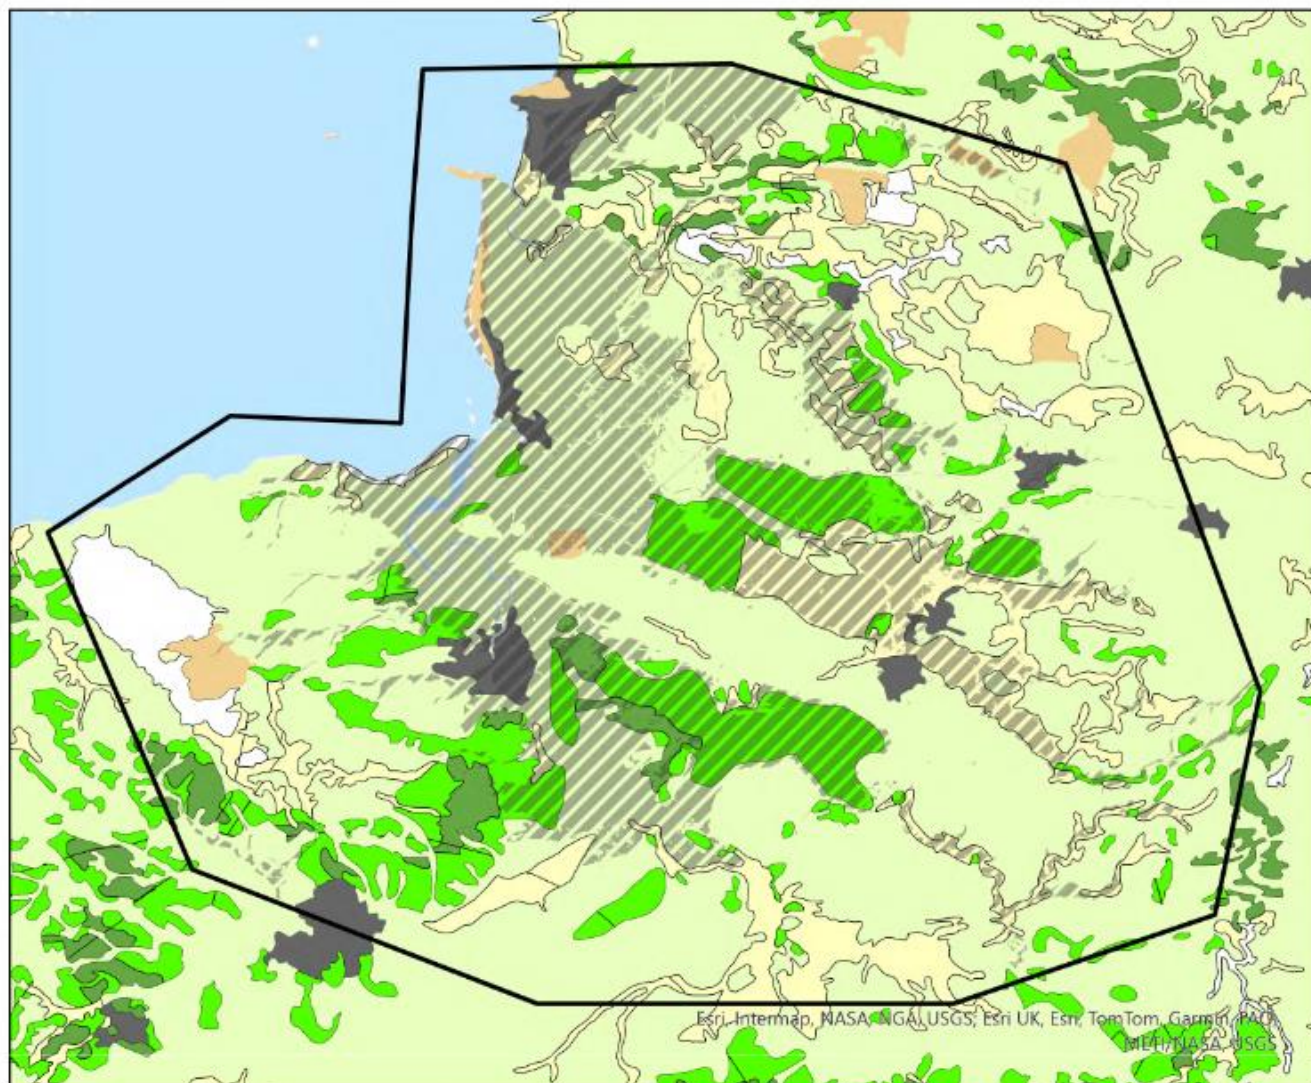 Esri, Intermap, NASA, NGA, USGS; Esri UK, Esri, TomTom, Garmin, FAO,
METI/NASA, USGS